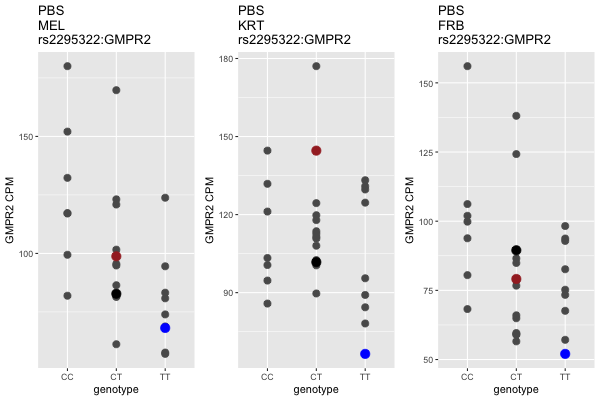 PBS
MEL
rs2295322:GMPR2
GMPR2 CPM
150
100
CC
CT
TT
genotype
PBS
KRT
rs2295322:GMPR2
GMPR2 CPM
180
150
120
90
CC
CT
TT
genotype
PBS
FRB
rs2295322:GMPR2
GMPR2 CPM
150
125
100
75
50
CC
CT
TT
genotype